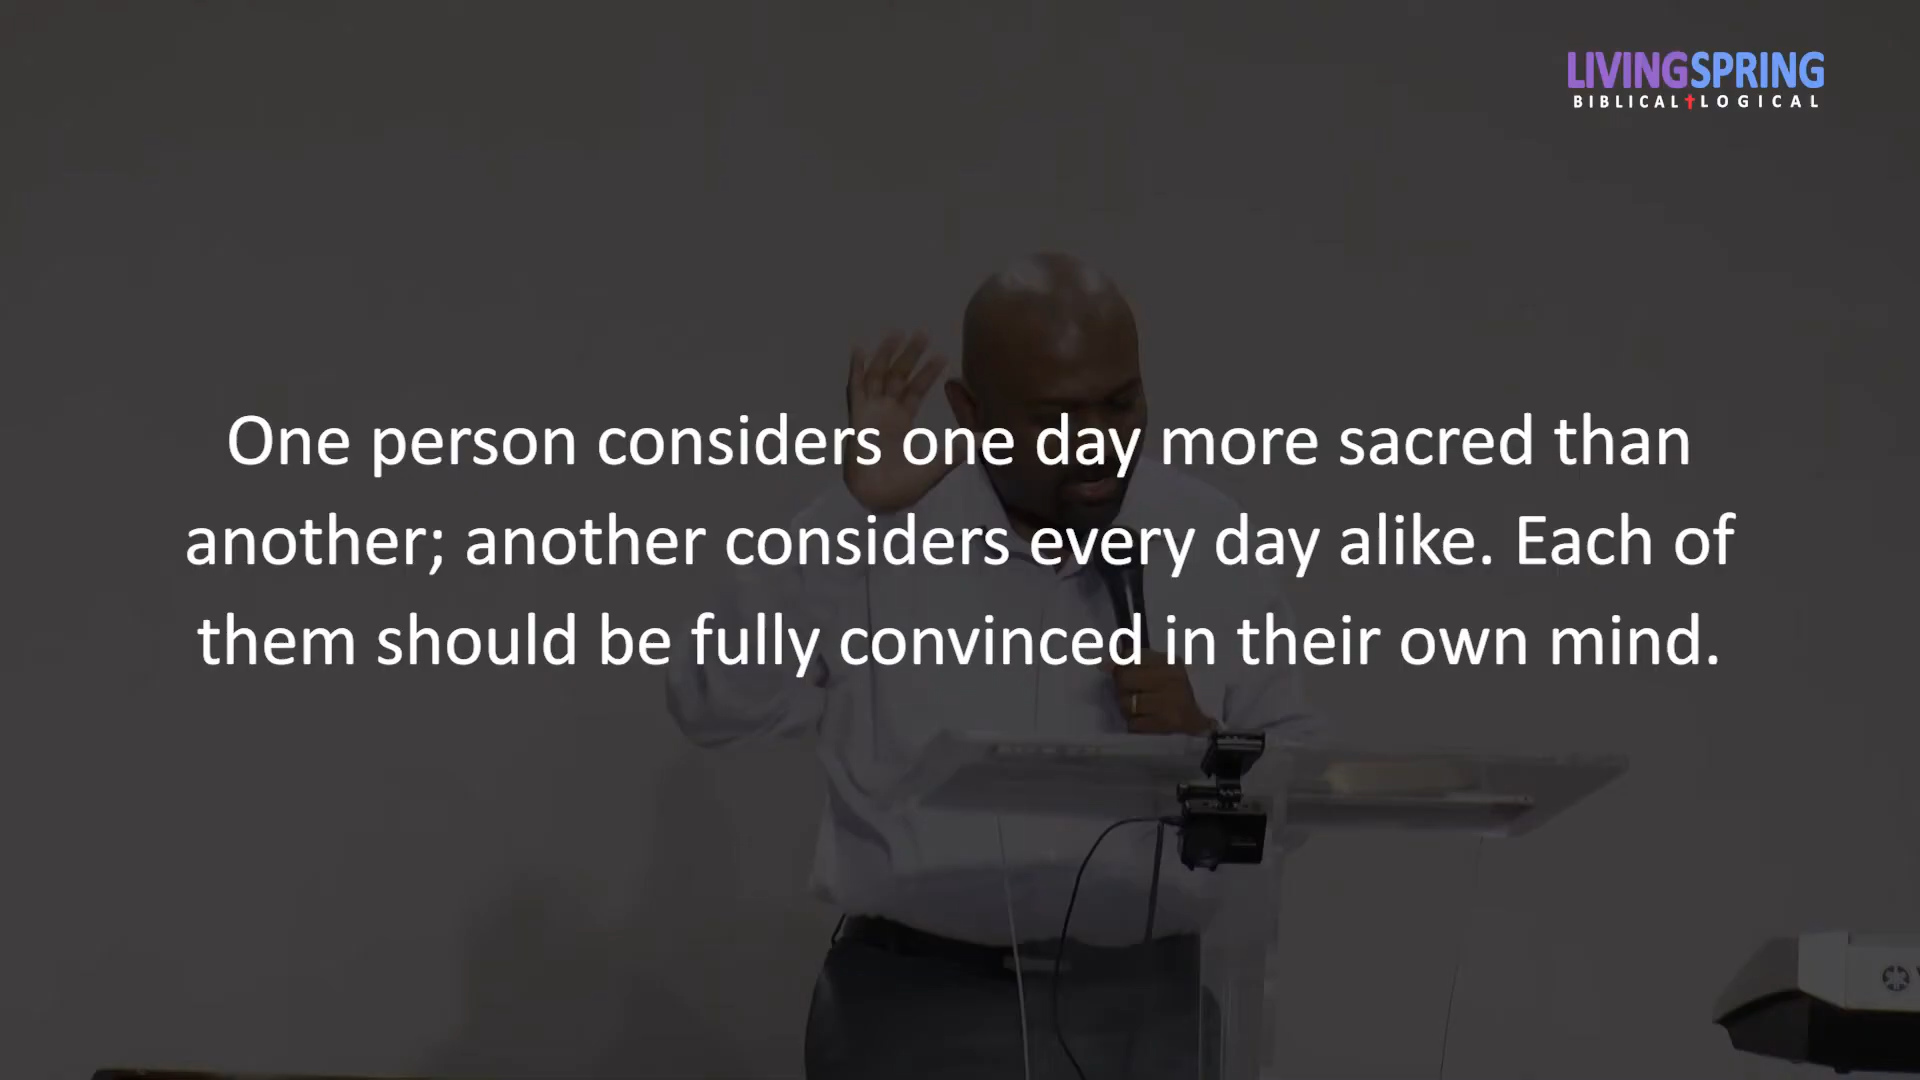 LIVINGSPRING
BIBLICAL✝LOGICAL
One person considers one day more sacred than
another; another considers every day alike. Each of
them should be fully convinced in their own mind.